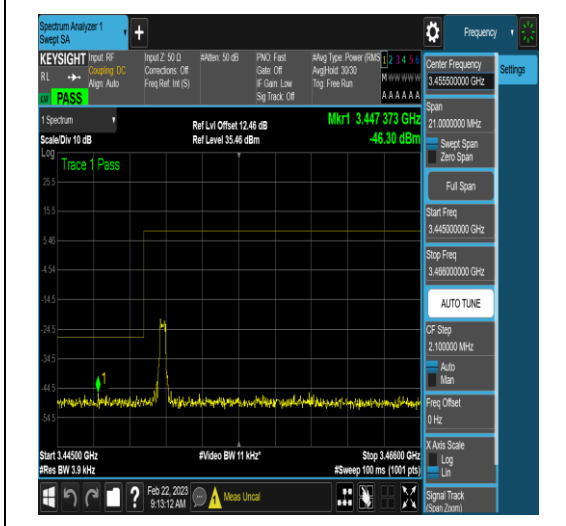 Spectrum Analyzer 1
Swept SA
+
Frequency
KEYSIGHT
Input: RF
Coupling: DC
Align: Auto
Input Z: 50 Ω
Corrections: Off
Freq Ref: Int (S)
#Atten: 50 dB
PNO: Fast
Gate: Off
IF Gain: Low
Sig Track: Off
#Avg Type: Power (RMS
Avg|Hold: 30/30
Trig: Free Run
1 2 3 4 5 6
M W W W W W
A A A A A A
RL
PASS
1 Spectrum
Scale/Div 10 dB
Ref Lvl Offset 12.46 dB
Ref Level 35.46 dBm
Mkr1 3.447 373 GHz
-46.30 dBm
Log
Trace 1 Pass
25.5
15.5
5.46
-4.54
-14.5
-24.5
-34.5
-44.5
-54.5
1
Start 3.44500 GHz
#Res BW 3.9 kHz
#Video BW 11 kHz*
Stop 3.46600 GHz
#Sweep 100 ms (1001 pts)
?
Feb 22, 2023
9:13:12 AM
Meas Uncal
Center Frequency
3.455500000 GHz
Settings
Span
21.0000000 MHz
Swept Span
Zero Span
Full Span
Start Freq
3.445000000 GHz
Stop Freq
3.466000000 GHz
AUTO TUNE
CF Step
2.100000 MHz
Auto
Man
Freq Offset
0 Hz
X Axis Scale
Log
Lin
Signal Track
(Span Zoom)